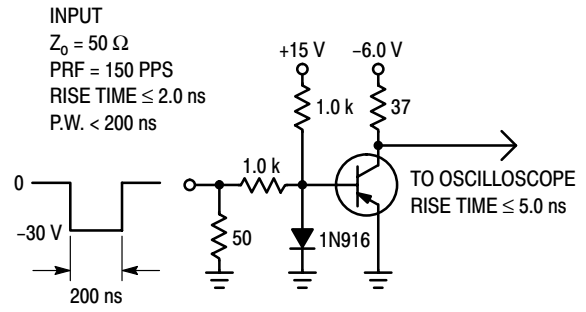 INPUT
Zo = 50 Ω
PRF = 150 PPS
RISE TIME ≤ 2.0 ns
P.W. < 200 ns
+15 V
−6.0 V
1.0 k
37
1.0 k
0
TO OSCILLOSCOPE
RISE TIME ≤ 5.0 ns
−30 V
50
1N916
200 ns